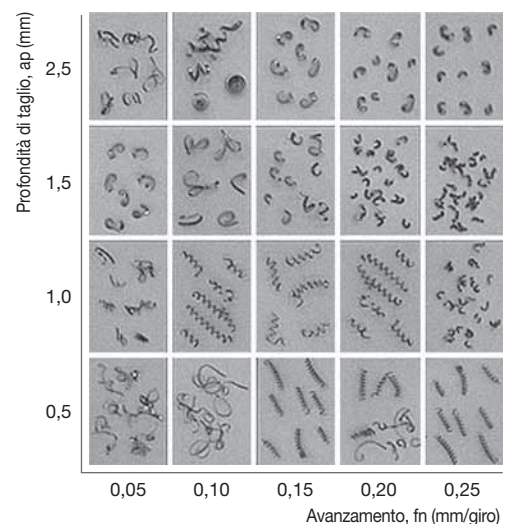 Profondità di taglio, ap (mm)
2,5
1,5
1,0
0,5
0,05 0,10 0,15 0,20 0,25
Avanzamento, fn (mm/giro)